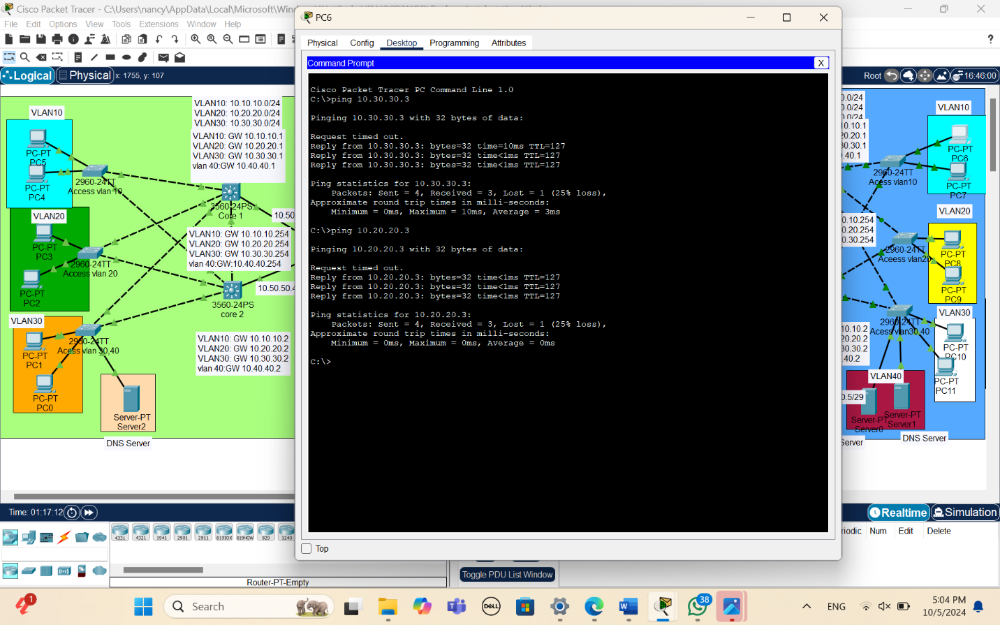 Cisco Packet Tracer - C:\Users\nancy\AppData\Local\Microsoft\Win
File Edit Options View Tools Extensions Window Help
PC6
Physical Config Desktop Programming Attributes
Command Prompt
X
Cisco Packet Tracer PC Command Line 1.0
C:\>ping 10.30.30.3
Pinging 10.30.30.3 with 32 bytes of data:
Request timed out.
Reply from 10.30.30.3: bytes=32 time=10ms TTL=127
Reply from 10.30.30.3: bytes=32 time<1ms TTL=127
Reply from 10.30.30.3: bytes=32 time<1ms TTL=127
Ping statistics for 10.30.30.3:
Packets: Sent = 4, Received = 3, Lost = 1 (25% loss),
Approximate round trip times in milli-seconds:
Minimum = 0ms, Maximum = 10ms, Average = 3ms
C:\>ping 10.20.20.3
Pinging 10.20.20.3 with 32 bytes of data:
Request timed out.
Reply from 10.20.20.3: bytes=32 time<1ms TTL=127
Reply from 10.20.20.3: bytes=32 time<1ms TTL=127
Reply from 10.20.20.3: bytes=32 time<1ms TTL=127
Ping statistics for 10.20.20.3:
Packets: Sent = 4, Received = 3, Lost = 1 (25% loss),
Approximate round trip times in milli-seconds:
Minimum = 0ms, Maximum = 0ms, Average = 0ms
C:\>
Top
Logical Physical x: 1755, y: 107
Root 16:46:00
VLAN10
PC-PT
PC5
PC-PT
PC4
2960-24TT
Access vlan 10
VLAN20
PC-PT
PC3
PC-PT
PC2
2960-24TT
Acceess vlan 20
VLAN30
PC-PT
PC1
PC-PT
PC0
2960-24TT
Acess vlan 30,40
Server-PT
Server2
DNS Server
VLAN10: 10.10.10.0/24
VLAN20: 10.20.20.0/24
VLAN30: 10.30.30.0/24
VLAN10: GW 10.10.10.1
VLAN20: GW 10.20.20.1
VLAN30: GW 10.30.30.1
vlan 40:GW 10.40.40.1
3560-24PS
Core 1
10.50
VLAN10: GW 10.10.10.254
VLAN20: GW 10.20.20.254
VLAN30: GW 10.30.30.254
vlan 40:GW:10.40.40.254
10.50.50.4
3560-24PS
core 2
VLAN10: GW 10.10.10.2
VLAN20: GW 10.20.20.2
VLAN30: GW 10.30.30.2
vlan 40:GW 10.40.40.2
0.0/24
0.0/24
0.0/24
10.10.1
20.20.1
30.30.1
.40.1
VLAN10
PC-PT
PC6
PC-PT
PC7
2960-24TT
Acess vlan10
0.10.254
0.20.254
0.30.254
VLAN20
2960-24TT
Aceess vlan20
PC-PT
PC8
PC-PT
PC9
VLAN30
2960-24TT
Acess vlan30,40
10.10.2
20.20.2
30.30.2
.40.2
PC-PT
PC10
PC-PT
PC11
VLAN40
0.5/29
Server-PT
Server0
Server-PT
Server1
Server
DNS Server
Time: 01:17:12
Realtime Simulation
riodic Num Edit Delete
4331 4321 1941 2901 2911 819IOX 819HGW 829 1240
Router-PT-Empty
Toggle PDU List Window
1
Search
DELL
38
ENG
5:04 PM
10/5/2024